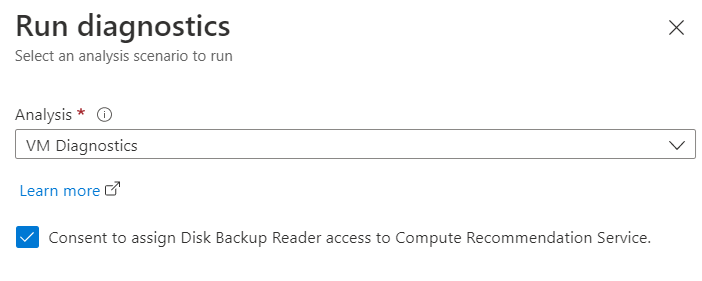 Run diagnostics
Select an analysis scenario to run
Analysis *
VM Diagnostics
Learn more
Consent to assign Disk Backup Reader access to Compute Recommendation Service.